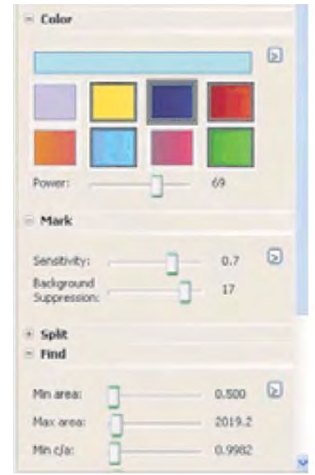 Color
Power: 69
Mark
Sensitivity: 0.7
Background
Suppression: 17
Split
Find
Min area: 0.500
Max area: 2019.2
Min c/a: 0.9982